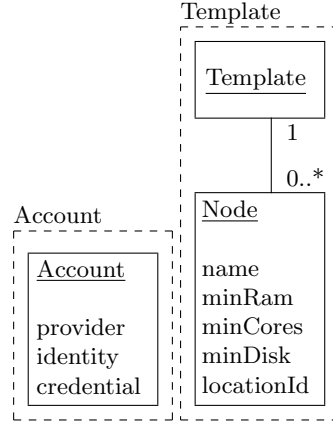 Template
Template
1
0..*
Node
name
minRam
minCores
minDisk
locationId
Account
Account
provider
identity
credential